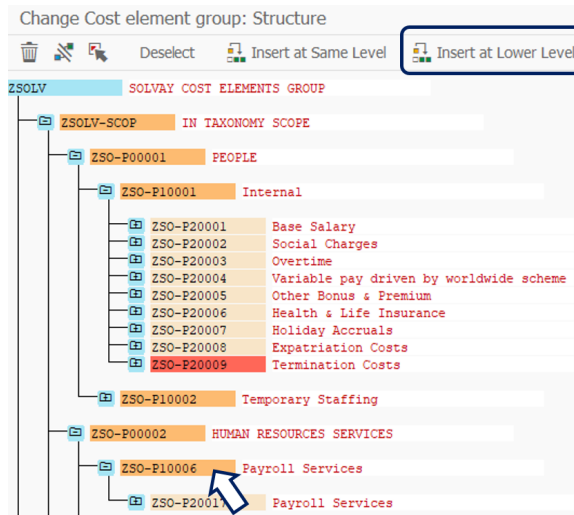 Change Cost element group: Structure
Deselect Insert at Same Level Insert at Lower Level
ZSOLV SOLVAY COST ELEMENTS GROUP
ZSOLV-SCOP IN TAXONOMY SCOPE
ZSO-P00001 PEOPLE
ZSO-P10001 Internal
ZSO-P20001 Base Salary
ZSO-P20002 Social Charges
ZSO-P20003 Overtime
ZSO-P20004 Variable pay driven by worldwide scheme
ZSO-P20005 Other Bonus & Premium
ZSO-P20006 Health & Life Insurance
ZSO-P20007 Holiday Accruals
ZSO-P20008 Expatriation Costs
ZSO-P20009 Termination Costs
ZSO-P10002 Temporary Staffing
ZSO-P00002 HUMAN RESOURCES SERVICES
ZSO-P10006 Payroll Services
ZSO-P20017 Payroll Services